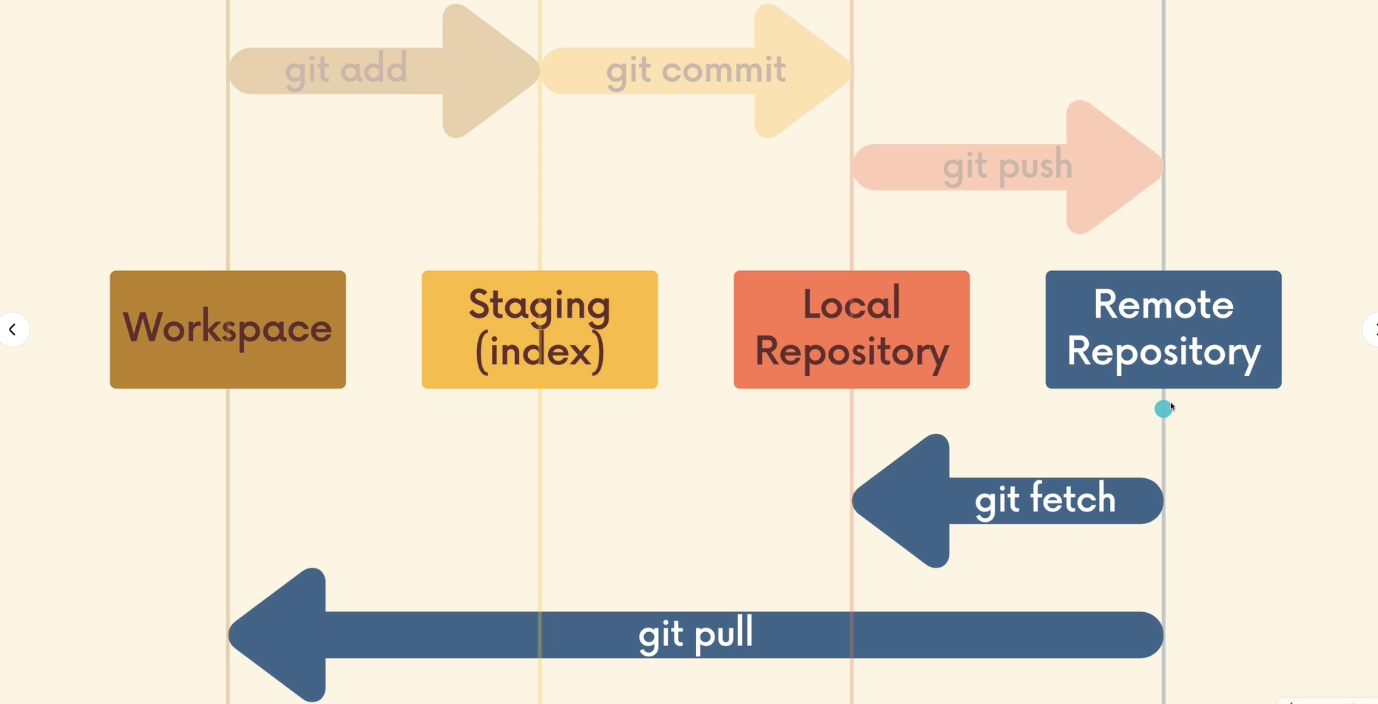 git add
git commit
git push
Workspace
Staging
(index)
Local
Repository
Remote
Repository
git fetch
git pull